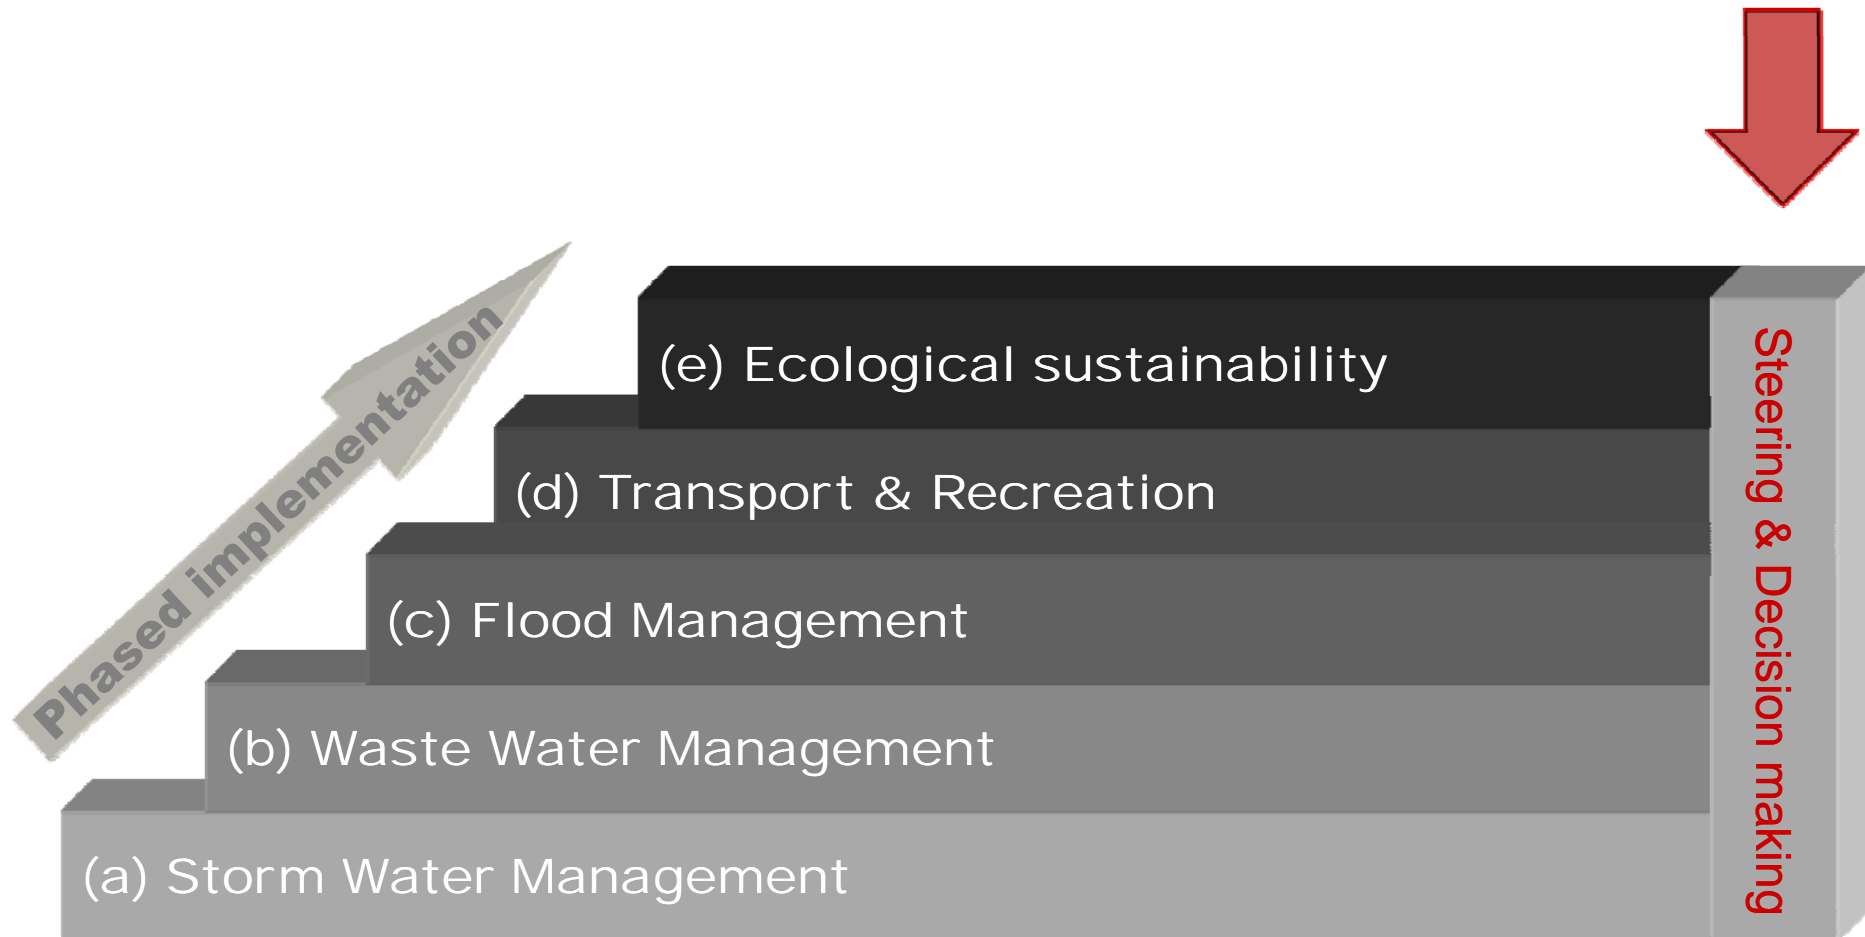 Phased implementation
(e) Ecological sustainability
(d) Transport & Recreation
(c) Flood Management
(b) Waste Water Management
(a) Storm Water Management
Steering & Decision making